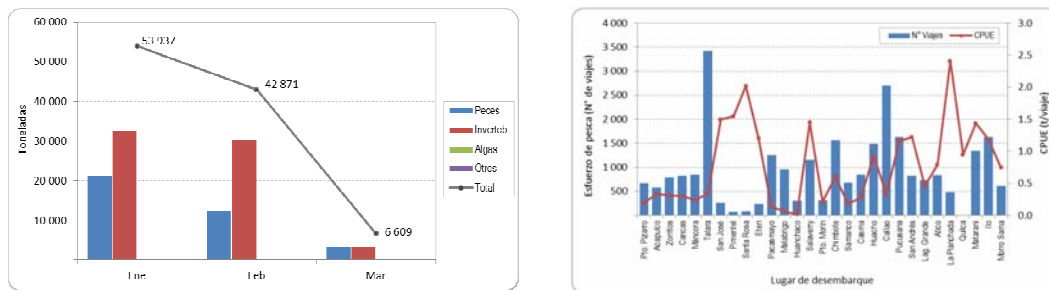 60 000
50 000
40 000
30 000
20 000
10 000
Toneladas
53 937
42 871
6 609
Ene
Feb
Mar
Peces
Inverteb
Algas
Otros
Total
4 000
3 500
3 000
2 500
2 000
1 500
1 000
500
Esfuerzo de pesca (N° de viajes)
N° Viajes
CPUE
3.0
2.5
2.0
1.5
1.0
0.5
0.0
CPUE (t/viaje)
Pto. Pizarro
Acapulco
Zorritos
Cancas
Máncora
Talara
San José
Pimentel
Santa Rosa
Eten
Pacasmayo
Malabrigo
Huanchaco
Salaverry
Pto. Morin
Chimbote
Samanco
Casma
Huacho
Callao
Pucusana
San Andrés
Lag. Grande
Atico
La Planchada
Quilca
Matarani
Ilo
Morro Sama
Lugar de desembarque